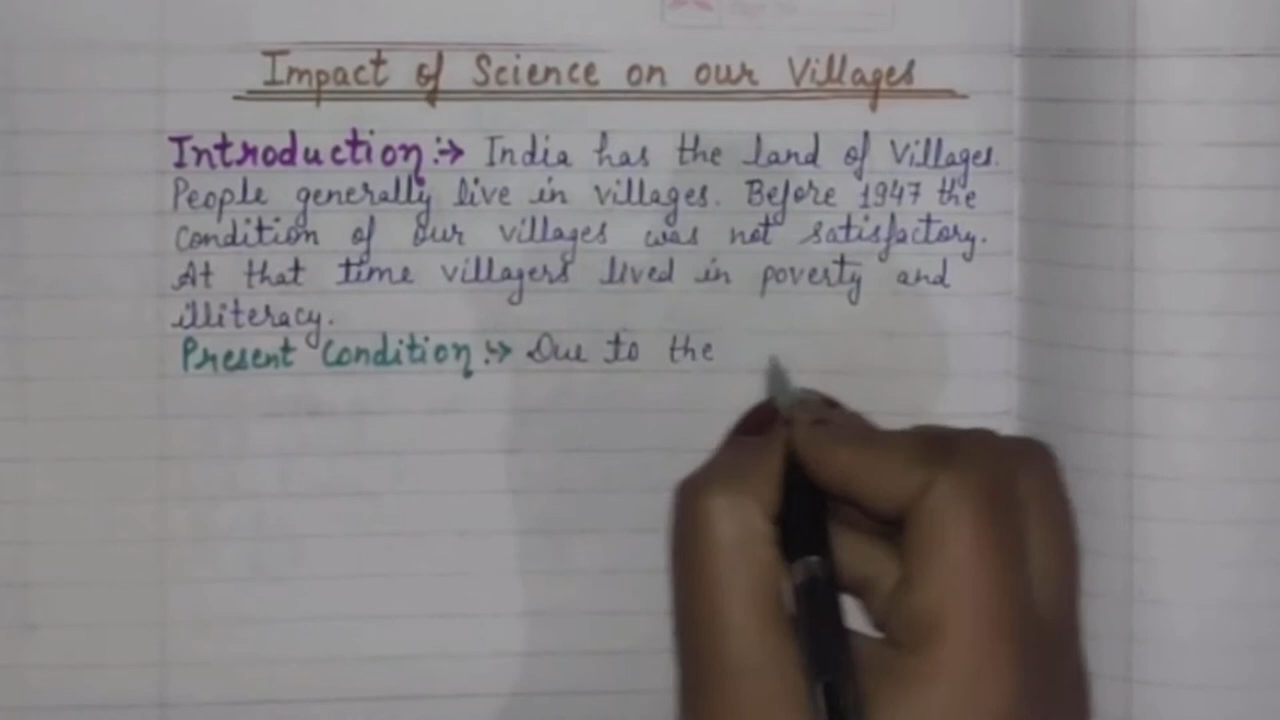 Impact of Science on our Villages
Introduction:→ India has the land of Villages.
People generally live in villages. Before 1947 the
Condition of our villages was not satisfactory.
At that time villagers lived in poverty and
illiteracy.
Present Condition:→ Due to the